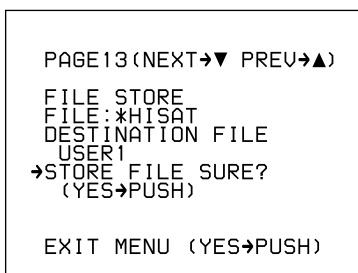 PAGE13(NEXT➔▼ PREV➔▲)
FILE STORE
FILE:*HISAT
DESTINATION FILE
USER1
➔STORE FILE SURE?
(YES➔PUSH)
EXIT MENU (YES➔PUSH)